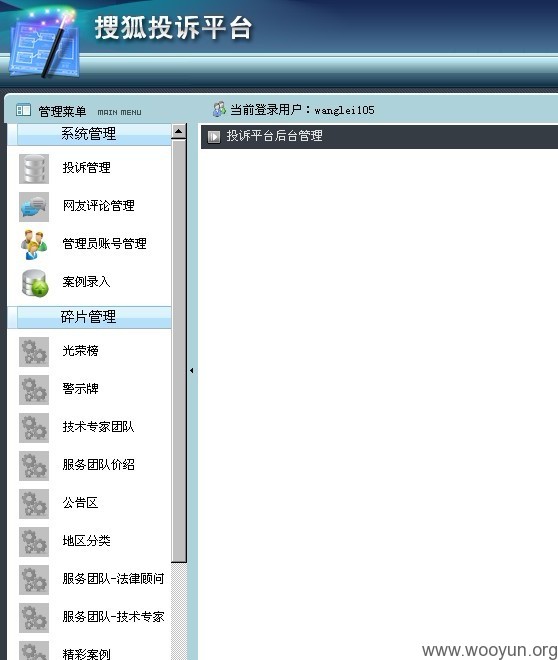 搜狐投诉平台
管理菜单 MAIN MENU
当前登录用户：wanglei105
投诉平台后台管理
系统管理
投诉管理
网友评论管理
管理员账号管理
案例录入
碎片管理
光荣榜
警示牌
技术专家团队
服务团队价绍
公告区
地区分类
服务团队-法律顾问
服务团队-技术专家
精彩案例
www.wooyun.org